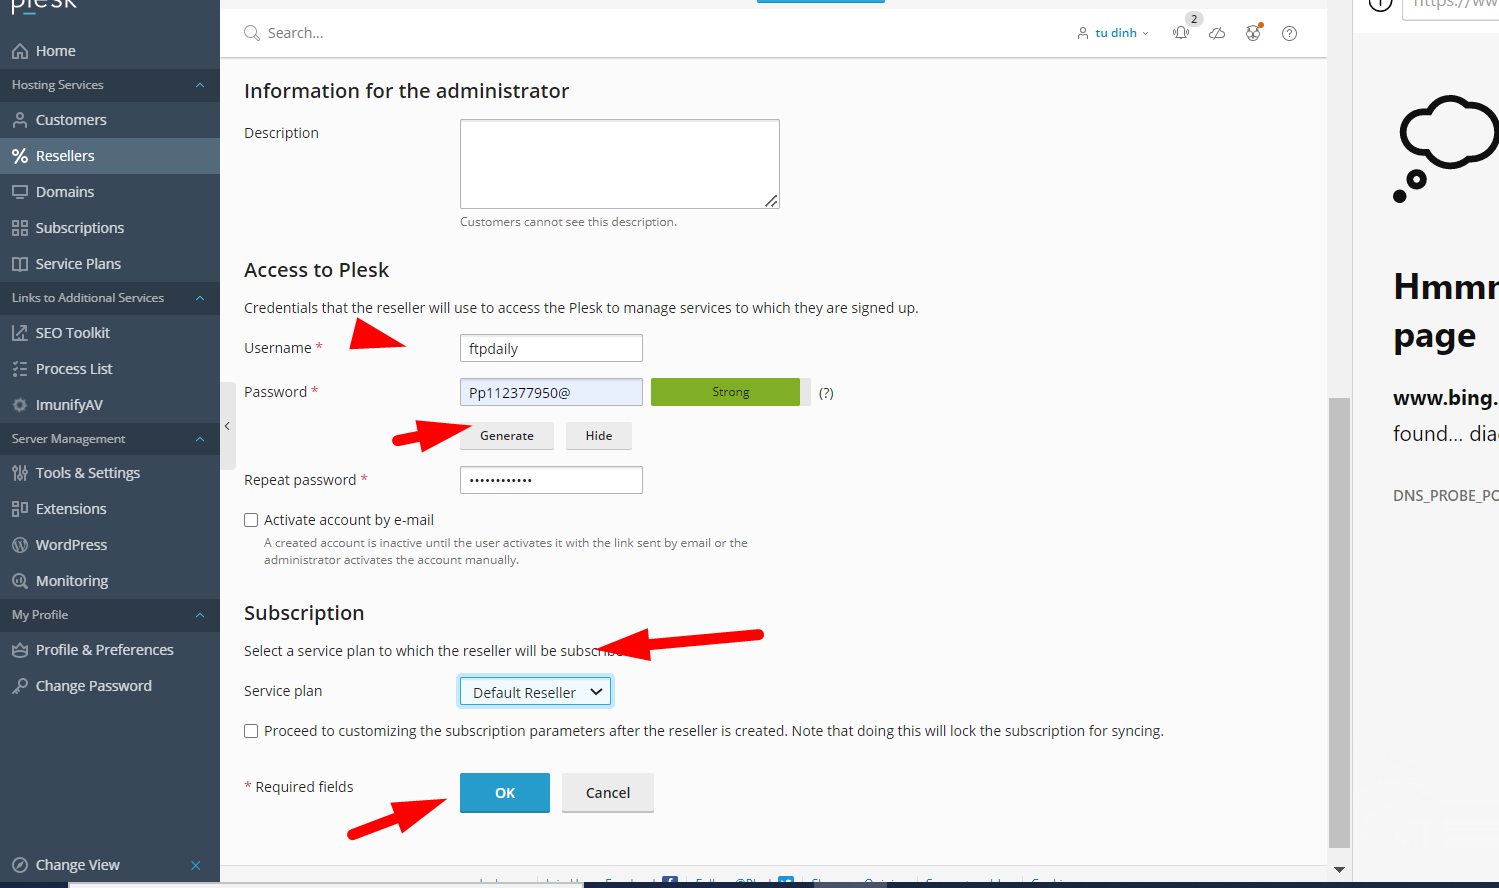 plesk
Home
Hosting Services
Customers
Resellers
Domains
Subscriptions
Service Plans
Links to Additional Services
SEO Toolkit
Process List
ImunifyAV
Server Management
Tools & Settings
Extensions
WordPress
Monitoring
My Profile
Profile & Preferences
Change Password
Change View
Search...
tu dinh
2
Information for the administrator
Description
Customers cannot see this description.
Access to Plesk
Credentials that the reseller will use to access the Plesk to manage services to which they are signed up.
Username *
ftpdaily
Password *
Pp112377950@
Strong
(?)
Generate
Hide
Repeat password *
••••••••••••
Activate account by e-mail
A created account is inactive until the user activates it with the link sent by email or the
administrator activates the account manually.
Subscription
Select a service plan to which the reseller will be subscribe
Service plan
Default Reseller
Proceed to customizing the subscription parameters after the reseller is created. Note that doing this will lock the subscription for syncing.
* Required fields
OK
Cancel
https://ww
Hmmm
page
www.bing.
found... dia
DNS_PROBE_PO